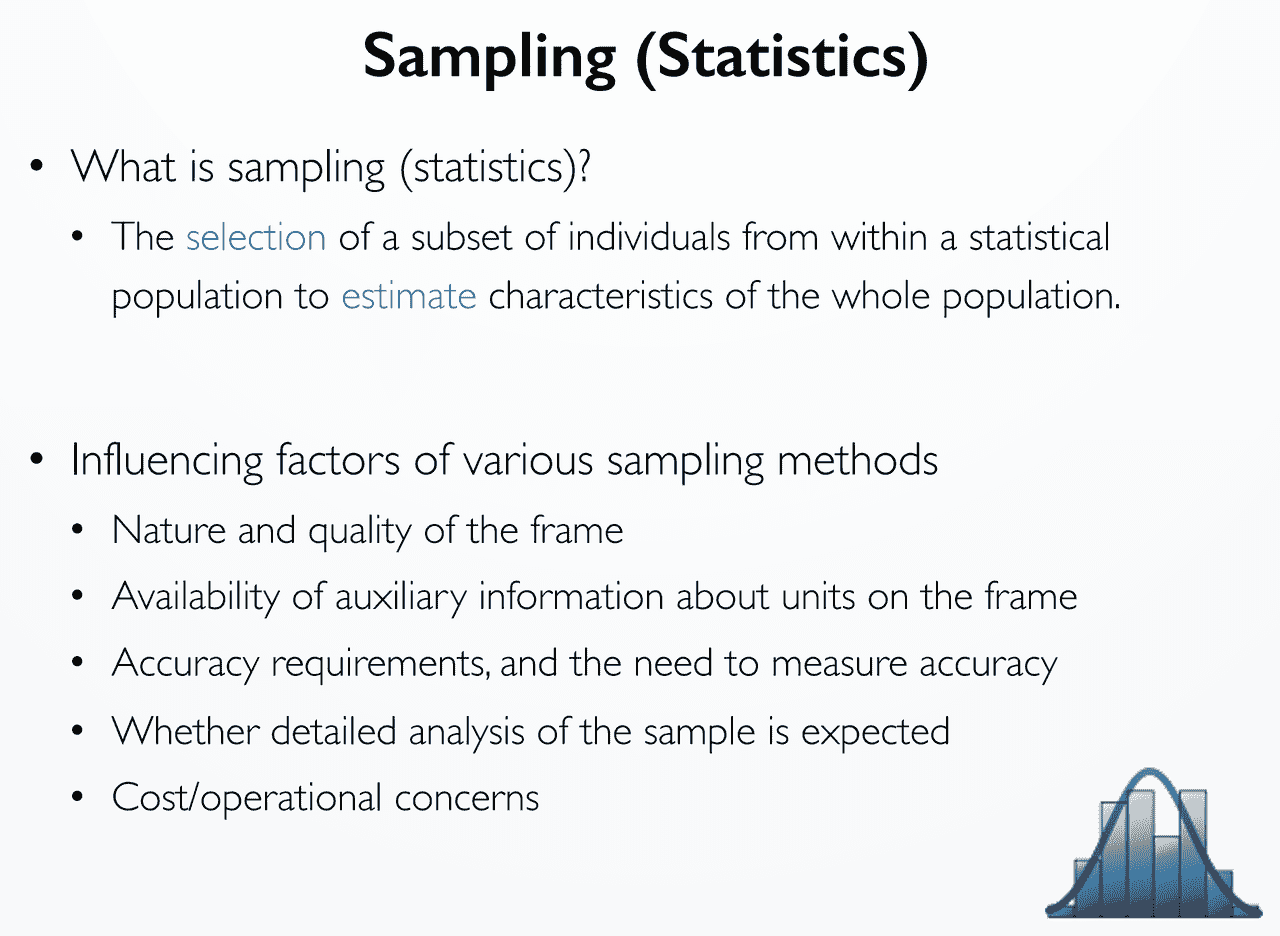 Sampling (Statistics)
• What is sampling (statistics)?
• The selection of a subset of individuals from within a statistical
population to estimate characteristics of the whole population.
• Influencing factors of various sampling methods
• Nature and quality of the frame
• Availability of auxiliary information about units on the frame
• Accuracy requirements, and the need to measure accuracy
• Whether detailed analysis of the sample is expected
• Cost/operational concerns